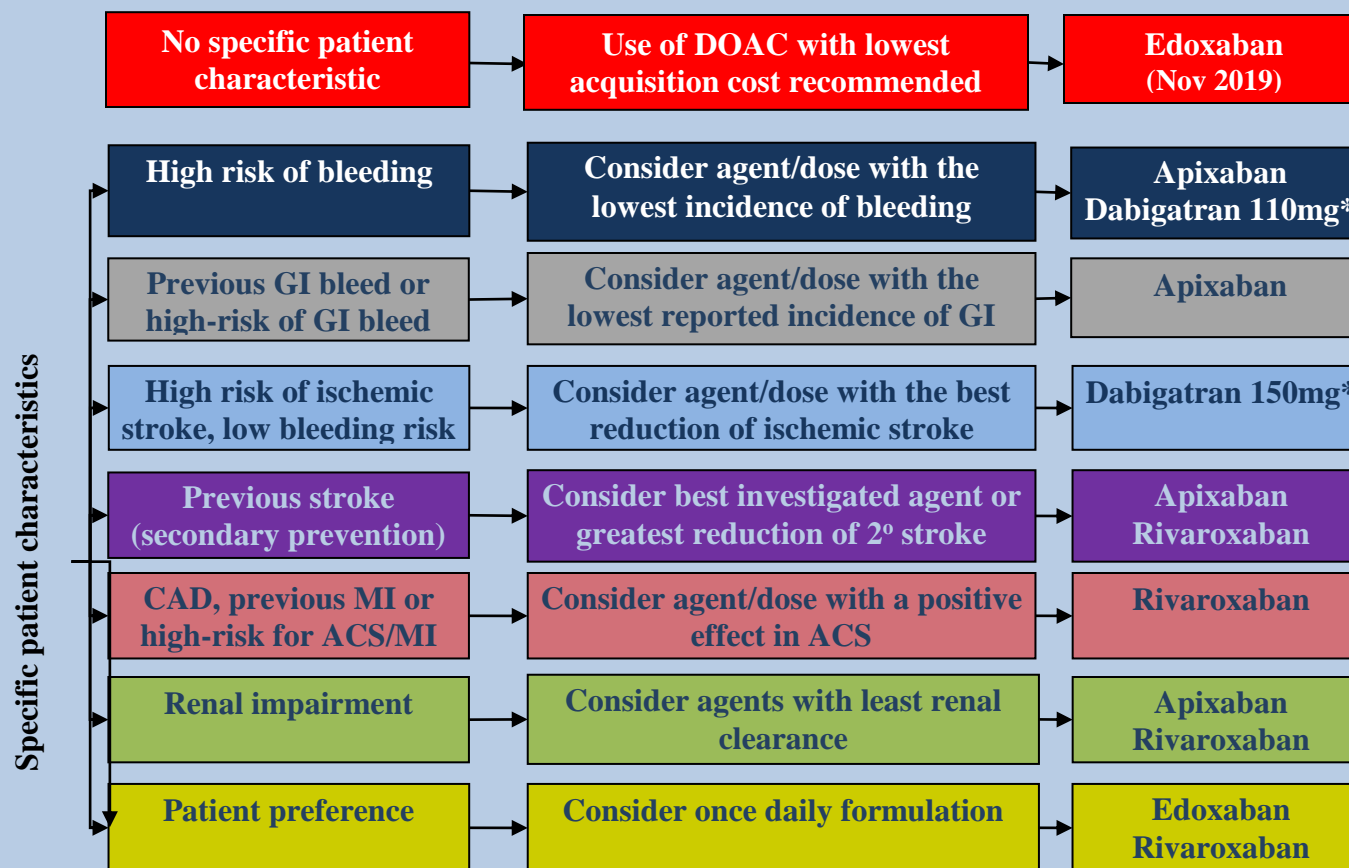 No specific patient
characteristic
Use of DOAC with lowest
acquisition cost recommended
Edoxaban
(Nov 2019)
Specific patient characteristics
High risk of bleeding
Consider agent/dose with the
lowest incidence of bleeding
Apixaban
Dabigatran 110mg*
Previous GI bleed or
high-risk of GI bleed
Consider agent/dose with the
lowest reported incidence of GI
Apixaban
High risk of ischemic
stroke, low bleeding risk
Consider agent/dose with the best
reduction of ischemic stroke
Dabigatran 150mg*
Previous stroke
(secondary prevention)
Consider best investigated agent or
greatest reduction of 2º stroke
Apixaban
Rivaroxaban
CAD, previous MI or
high-risk for ACS/MI
Consider agent/dose with a positive
effect in ACS
Rivaroxaban
Renal impairment
Consider agents with least renal
clearance
Apixaban
Rivaroxaban
Patient preference
Consider once daily formulation
Edoxaban
Rivaroxaban